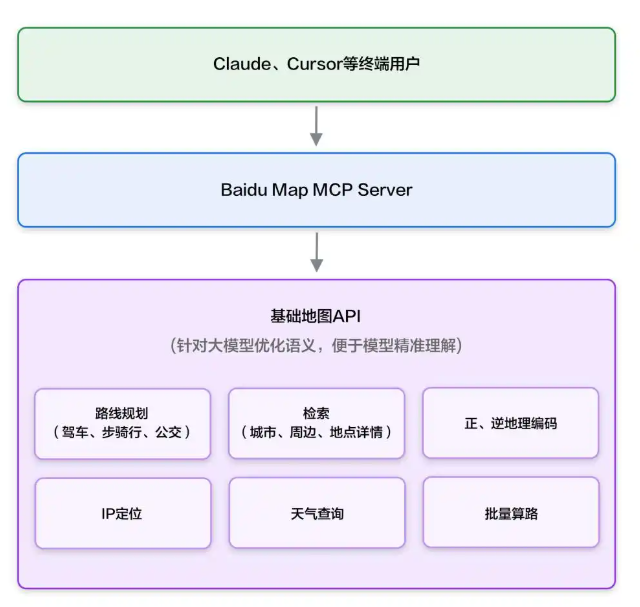 Claude、Cursor等终端用户
Baidu Map MCP Server
基础地图API
（针对大模型优化语义，便于模型精准理解）
路线规划
（驾车、步骑行、公交）
检索
（城市、周边、地点详情）
正、逆地理编码
IP定位
天气查询
批量算路